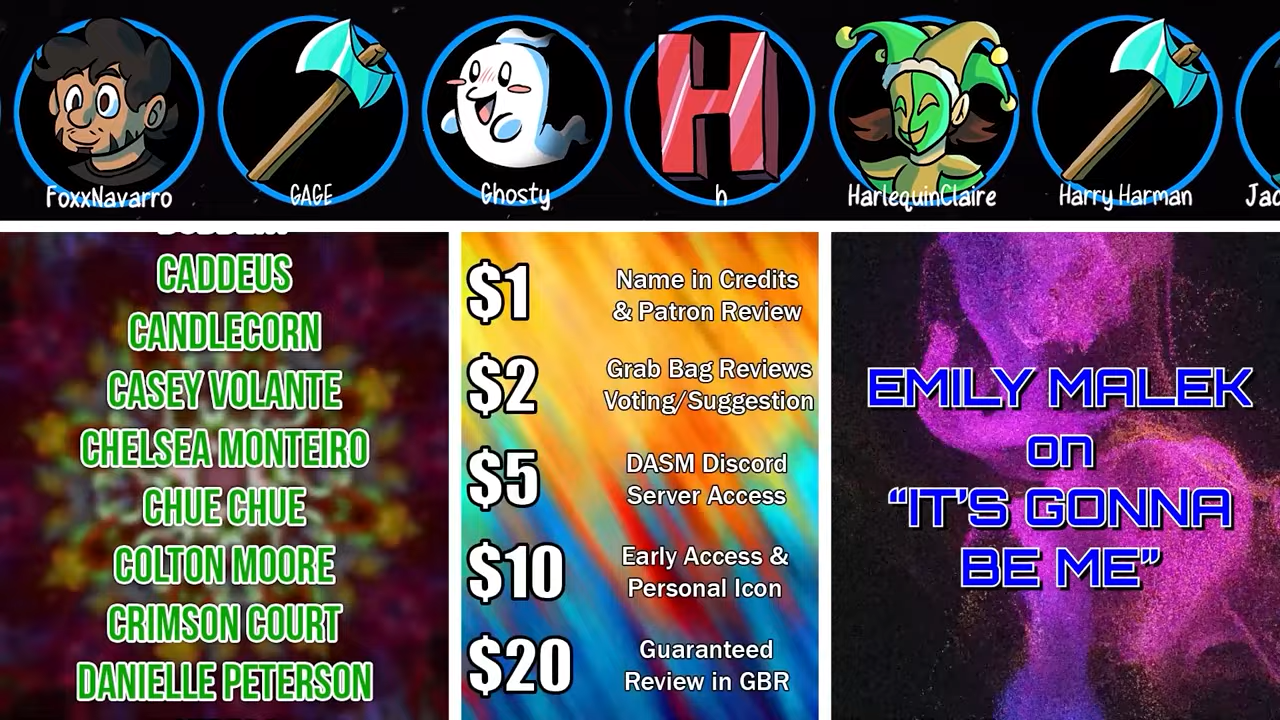 FoxxNavarro
GAGE
Ghosty
H
h
HarlequinClaire
Harry Harman
CADDEUS
CANDLECORN
CASEY VOLANTE
CHELSEA MONTEIRO
CHUE CHUE
COLTON MOORE
CRIMSON COURT
DANIELLE PETERSON
$1
Name in Credits
& Patron Review
$2
Grab Bag Reviews
Voting/Suggestion
$5
DASM Discord
Server Access
$10
Early Access &
Personal Icon
$20
Guaranteed
Review in GBR
EMILY MALEK
on
“IT’S GONNA
BE ME”